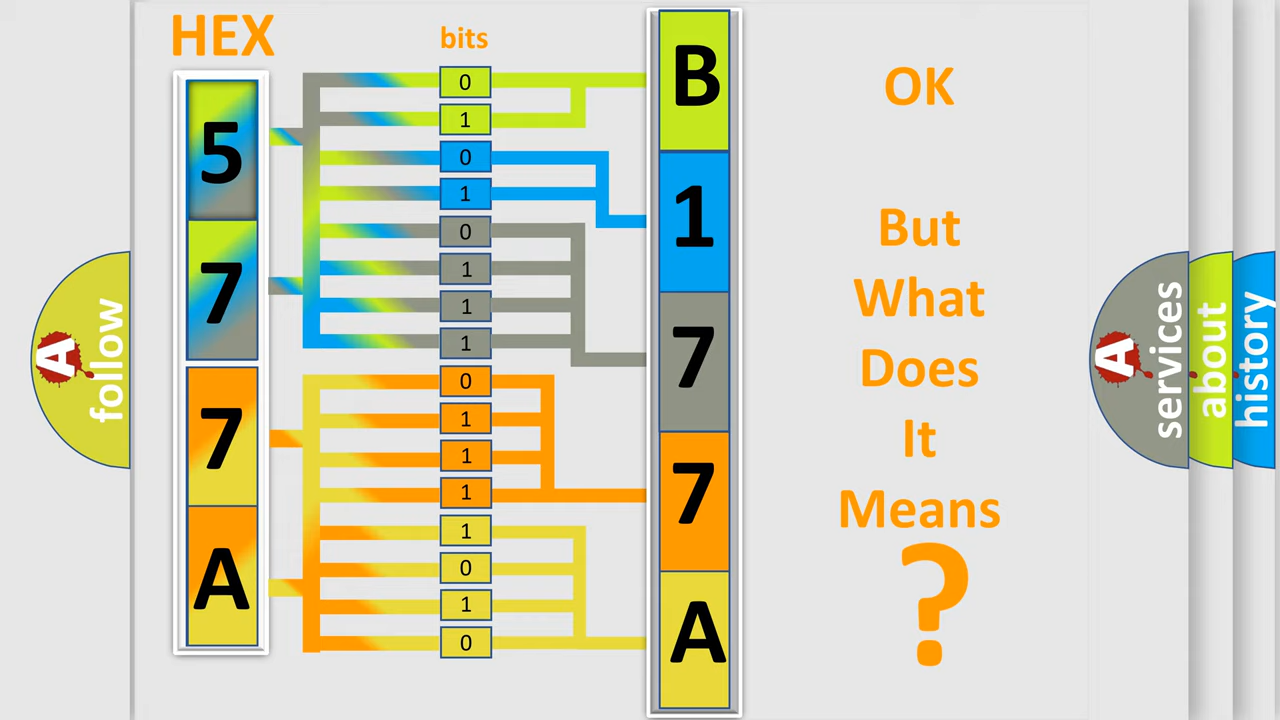 HEX
bits
5
7
7
A
0
1
0
1
0
1
1
1
0
1
1
1
1
0
1
0
B
1
7
7
A
OK
But
What
Does
It
Means
?
A
follow
A
services
about
history